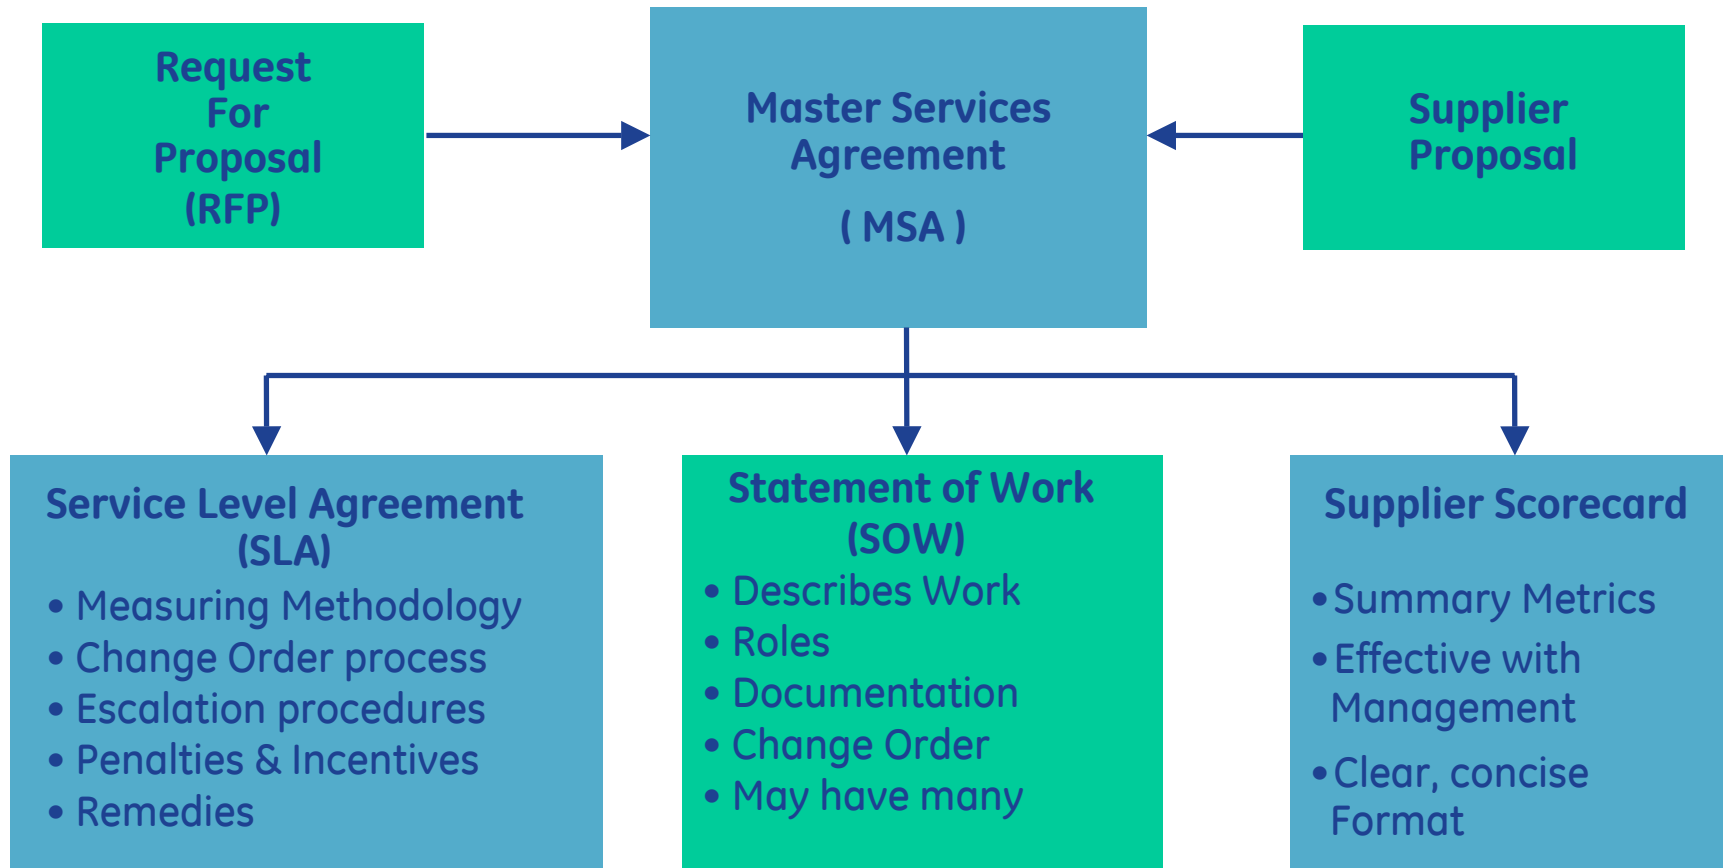 Request
For
Proposal
(RFP)
Master Services
Agreement
( MSA )
Supplier
Proposal
Service Level Agreement
(SLA)
• Measuring Methodology
• Change Order process
• Escalation procedures
• Penalties & Incentives
• Remedies
Statement of Work
(SOW)
• Describes Work
• Roles
• Documentation
• Change Order
• May have many
Supplier Scorecard
• Summary Metrics
• Effective with
Management
• Clear, concise
Format